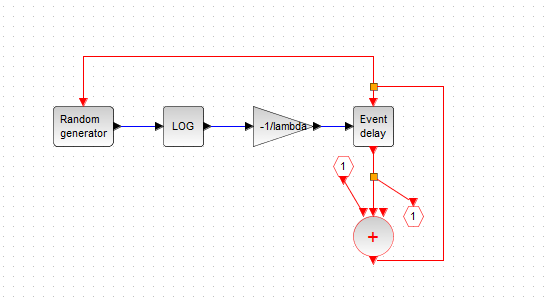 Random
generator
LOG
-1/lambda
Event
delay
1
+
1